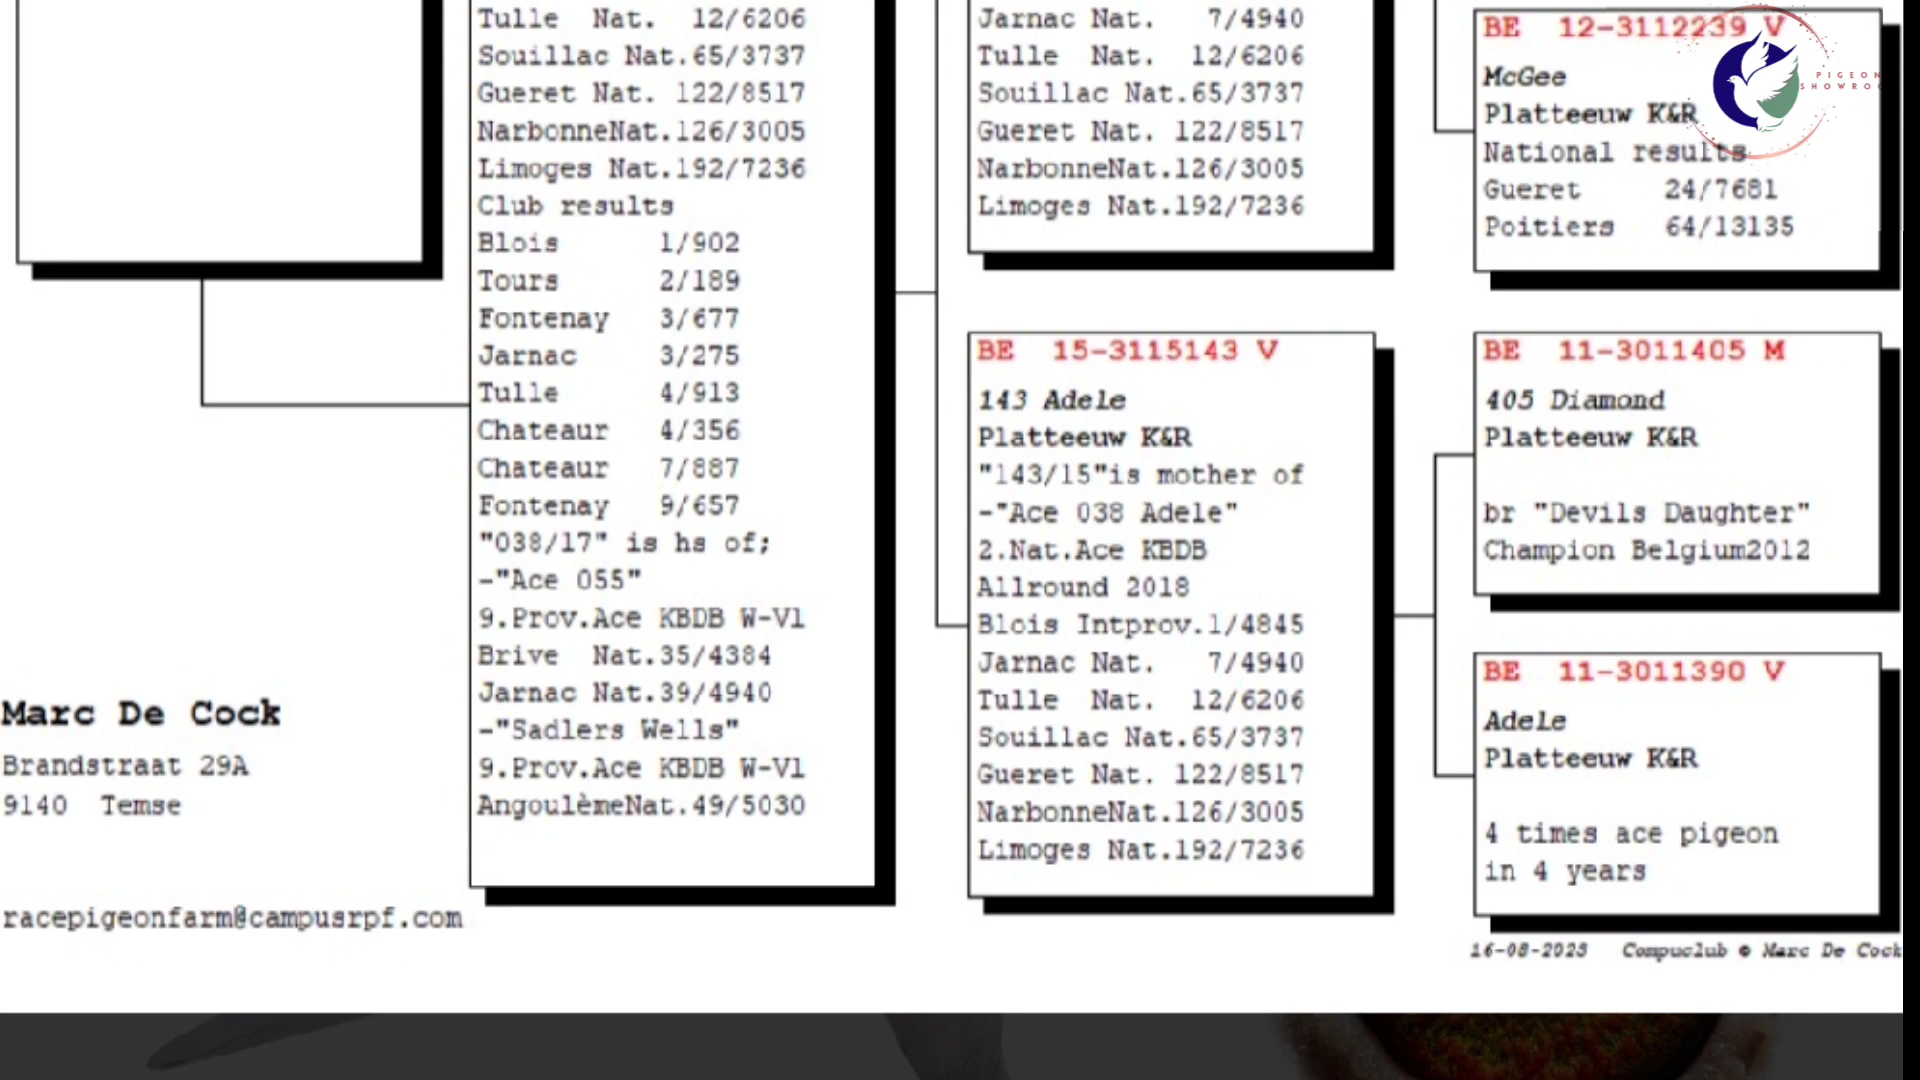 Tulle Nat. 12/6206
Souillac Nat.65/3737
Gueret Nat. 122/8517
NarbonneNat.126/3005
Limoges Nat.192/7236
Club results
Blois 1/902
Tours 2/189
Fontenay 3/677
Jarnac 3/275
Tulle 4/913
Chateaur 4/356
Chateaur 7/887
Fontenay 9/657
"038/17" is hs of;
-"Ace 055"
9.Prov.Ace KBDB W-Vl
Brive Nat.35/4384
Jarnac Nat.39/4940
-"Sadlers Wells"
9.Prov.Ace KBDB W-Vl
AngoulèmeNat.49/5030
Jarnac Nat. 7/4940
Tulle Nat. 12/6206
Souillac Nat.65/3737
Gueret Nat. 122/8517
NarbonneNat.126/3005
Limoges Nat.192/7236
BE 15-3115143 V
143 Adele
Platteeuw K&R
"143/15"is mother of
-"Ace 038 Adele"
2.Nat.Ace KBDB
Allround 2018
Blois Intprov.1/4845
Jarnac Nat. 7/4940
Tulle Nat. 12/6206
Souillac Nat.65/3737
Gueret Nat. 122/8517
NarbonneNat.126/3005
Limoges Nat.192/7236
BE 12-3112239 V
McGee
Platteeuw K&R
National results
Gueret 24/7681
Poitiers 64/13135
BE 11-3011405 M
405 Diamond
Platteeuw K&R
br "Devils Daughter"
Champion Belgium2012
BE 11-3011390 V
Adele
Platteeuw K&R
4 times ace pigeon
in 4 years
Marc De Cock
Brandstraat 29A
9140 Temse
racepigeonfarm@campusrpf.com
16-08-2023 Compuclub © Marc De Cock
PIGEON
SHOWROO